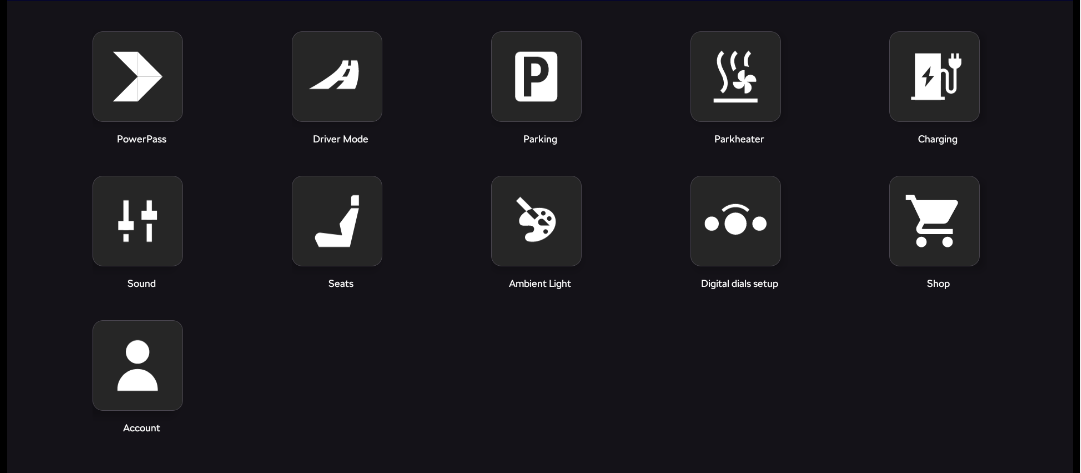 PowerPass
Driver Mode
P
Parking
Parkheater
Charging
Sound
Seats
Ambient Light
Digital dials setup
Shop
Account